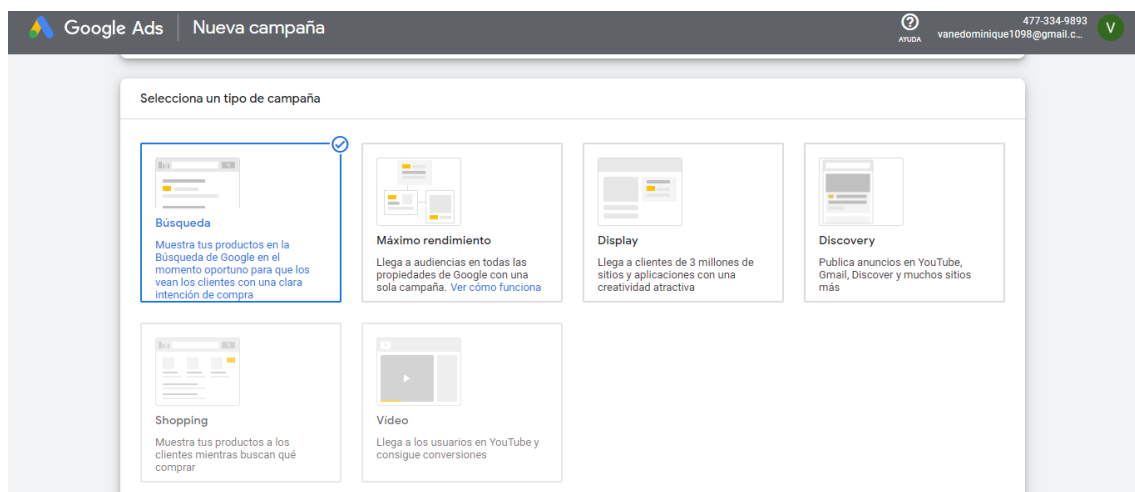 Google Ads Nueva campaña
AYUDA
477-334-9893
vanedominique1098@gmail.c...
V
Selecciona un tipo de campaña
Búsqueda
Muestra tus productos en la
Búsqueda de Google en el
momento oportuno para que los
vean los clientes con una clara
intención de compra
Máximo rendimiento
Llega a audiencias en todas las
propiedades de Google con una
sola campaña. Ver cómo funciona
Display
Llega a clientes de 3 millones de
sitios y aplicaciones con una
creatividad atractiva
Discovery
Publica anuncios en YouTube,
Gmail, Discover y muchos sitios
más
Shopping
Muestra tus productos a los
clientes mientras buscan qué
comprar
Video
Llega a los usuarios en YouTube y
consigue conversiones